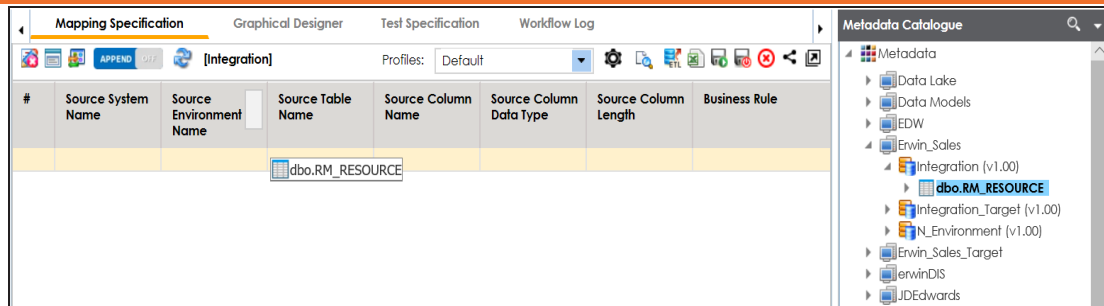 Mapping Specification Graphical Designer Test Specification Workflow Log
APPEND OFF [Integration] Profiles: Default ETL
# Source System Name Source Environment Name Source Table Name Source Column Name Source Column Data Type Source Column Length Business Rule
dbo.RM_RESOURCE
Metadata Catalogue
Metadata
Data Lake
Data Models
EDW
Erwin_Sales
Integration (v1.00)
dbo.RM_RESOURCE
Integration_Target (v1.00)
N_Environment (v1.00)
Erwin_Sales_Target
erwinDIS
JDEdwards